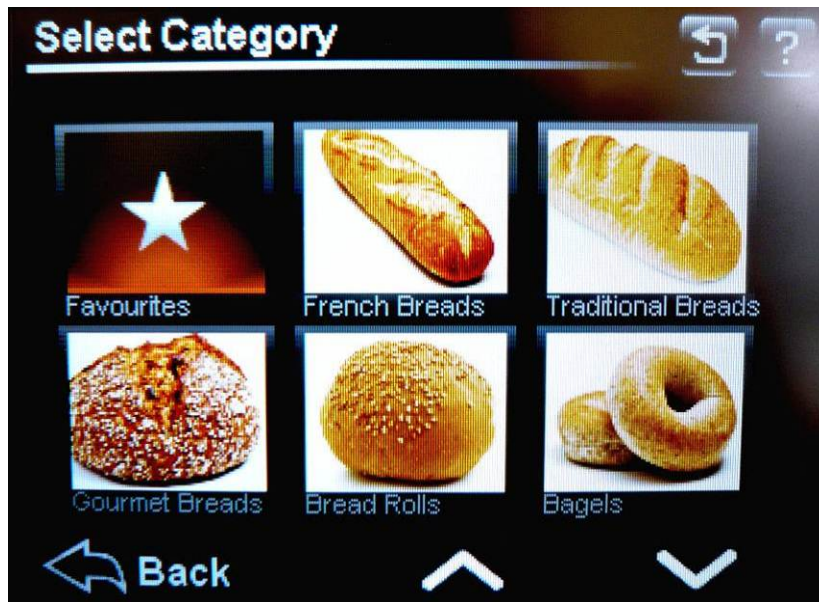 Select Category
?
Favourites
French Breads
Traditional Breads
Gourmet Breads
Bread Rolls
Bagels
Back